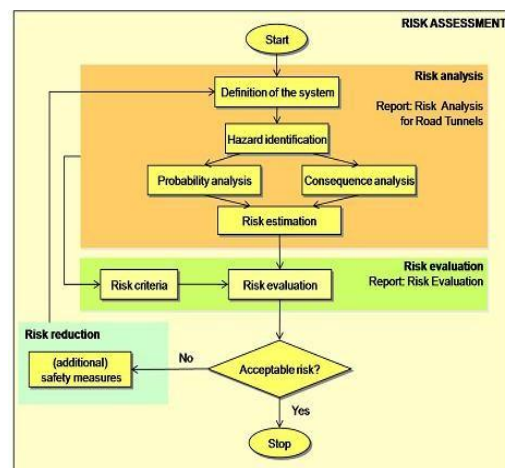 RISK ASSESSMENT
Start
Risk analysis
Definition of the system
Report: Risk Analysis
for Road Tunnels
Hazard identification
Probability analysis
Consequence analysis
Risk estimation
Risk evaluation
Report: Risk Evaluation
Risk criteria
Risk evaluation
Risk reduction
(additional)
safety measures
No
Acceptable risk?
Yes
Stop